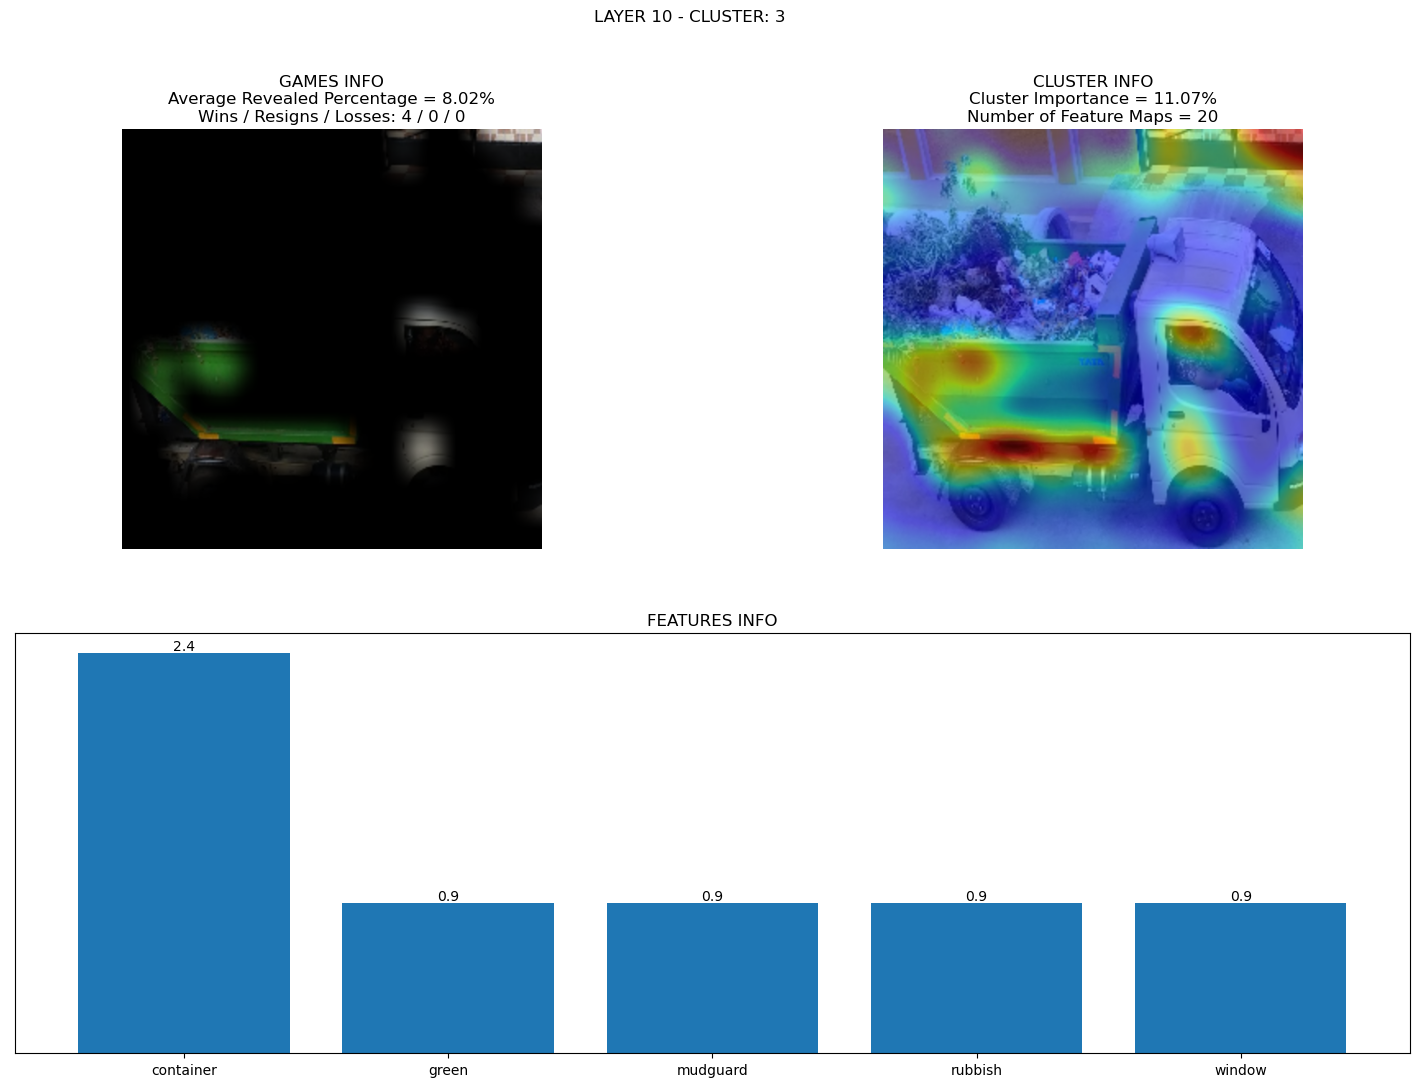 LAYER 10 - CLUSTER: 3
GAMES INFO
Average Revealed Percentage = 8.02%
Wins / Resigns / Losses: 4 / 0 / 0
CLUSTER INFO
Cluster Importance = 11.07%
Number of Feature Maps = 20
FEATURES INFO
2.4
0.9
0.9
0.9
0.9
container
green
mudguard
rubbish
window